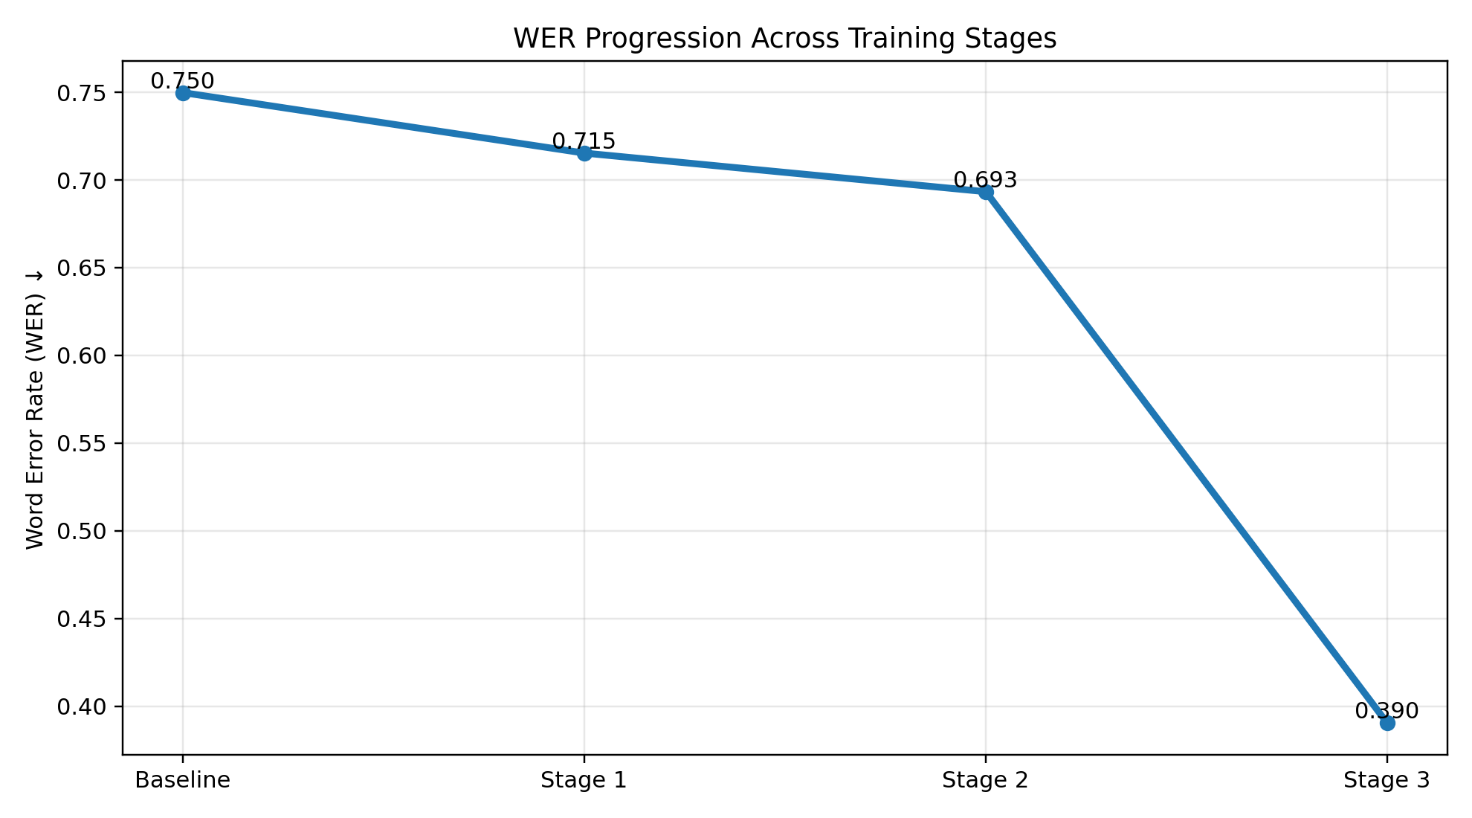 WER Progression Across Training Stages
Word Error Rate (WER) ↓
0.75
0.70
0.65
0.60
0.55
0.50
0.45
0.40
0.750
0.715
0.693
0.390
Baseline
Stage 1
Stage 2
Stage 3